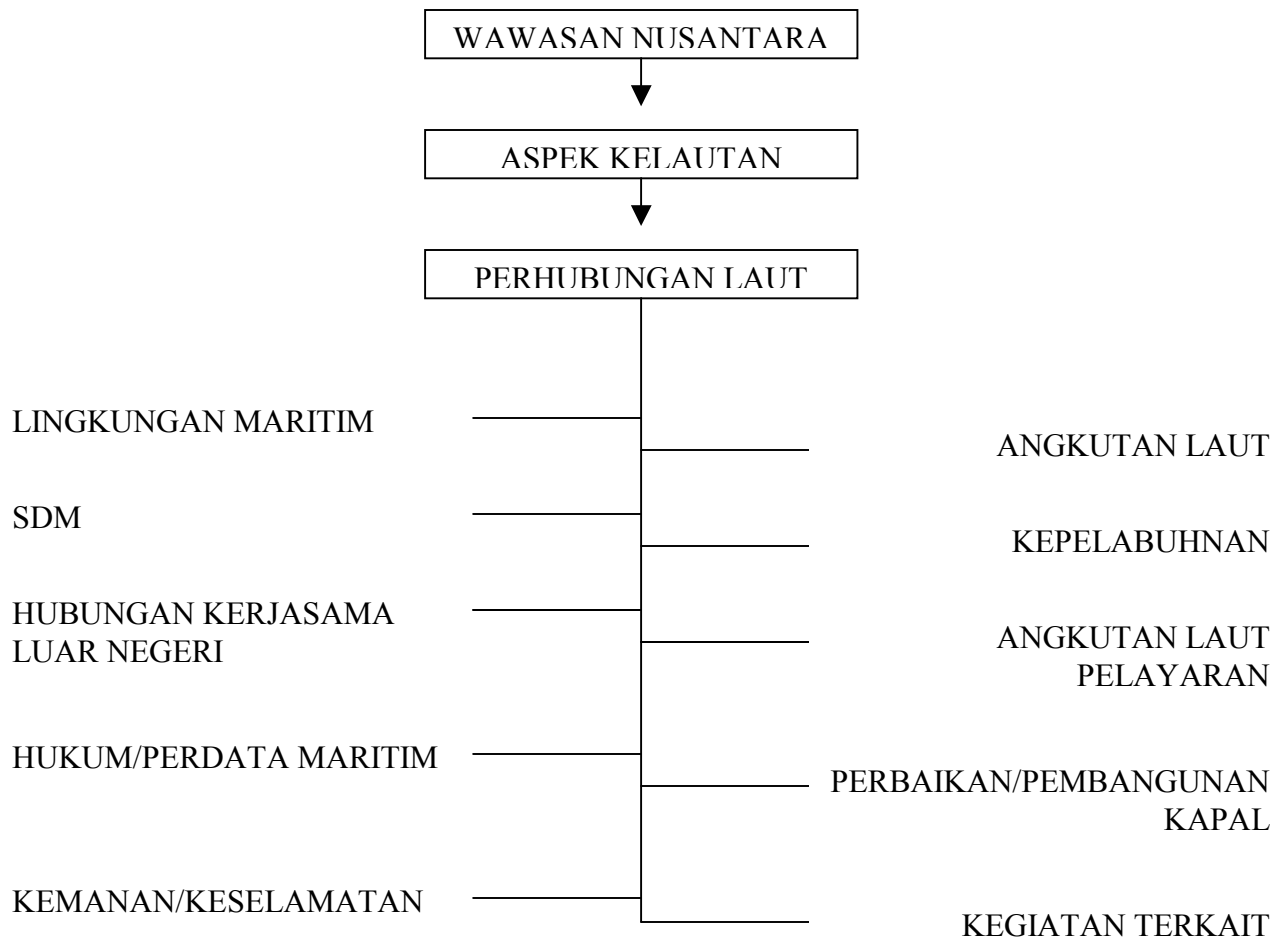 WAWASAN NUSANTARA
ASPEK KELAUTAN
PERHUBUNGAN LAUT
LINGKUNGAN MARITIM
ANGKUTAN LAUT
SDM
KEPELABUHNAN
HUBUNGAN KERJASAMA
LUAR NEGERI
ANGKUTAN LAUT
PELAYARAN
HUKUM/PERDATA MARITIM
PERBAIKAN/PEMBANGUNAN
KAPAL
KEMANAN/KESELAMATAN
KEGIATAN TERKAIT